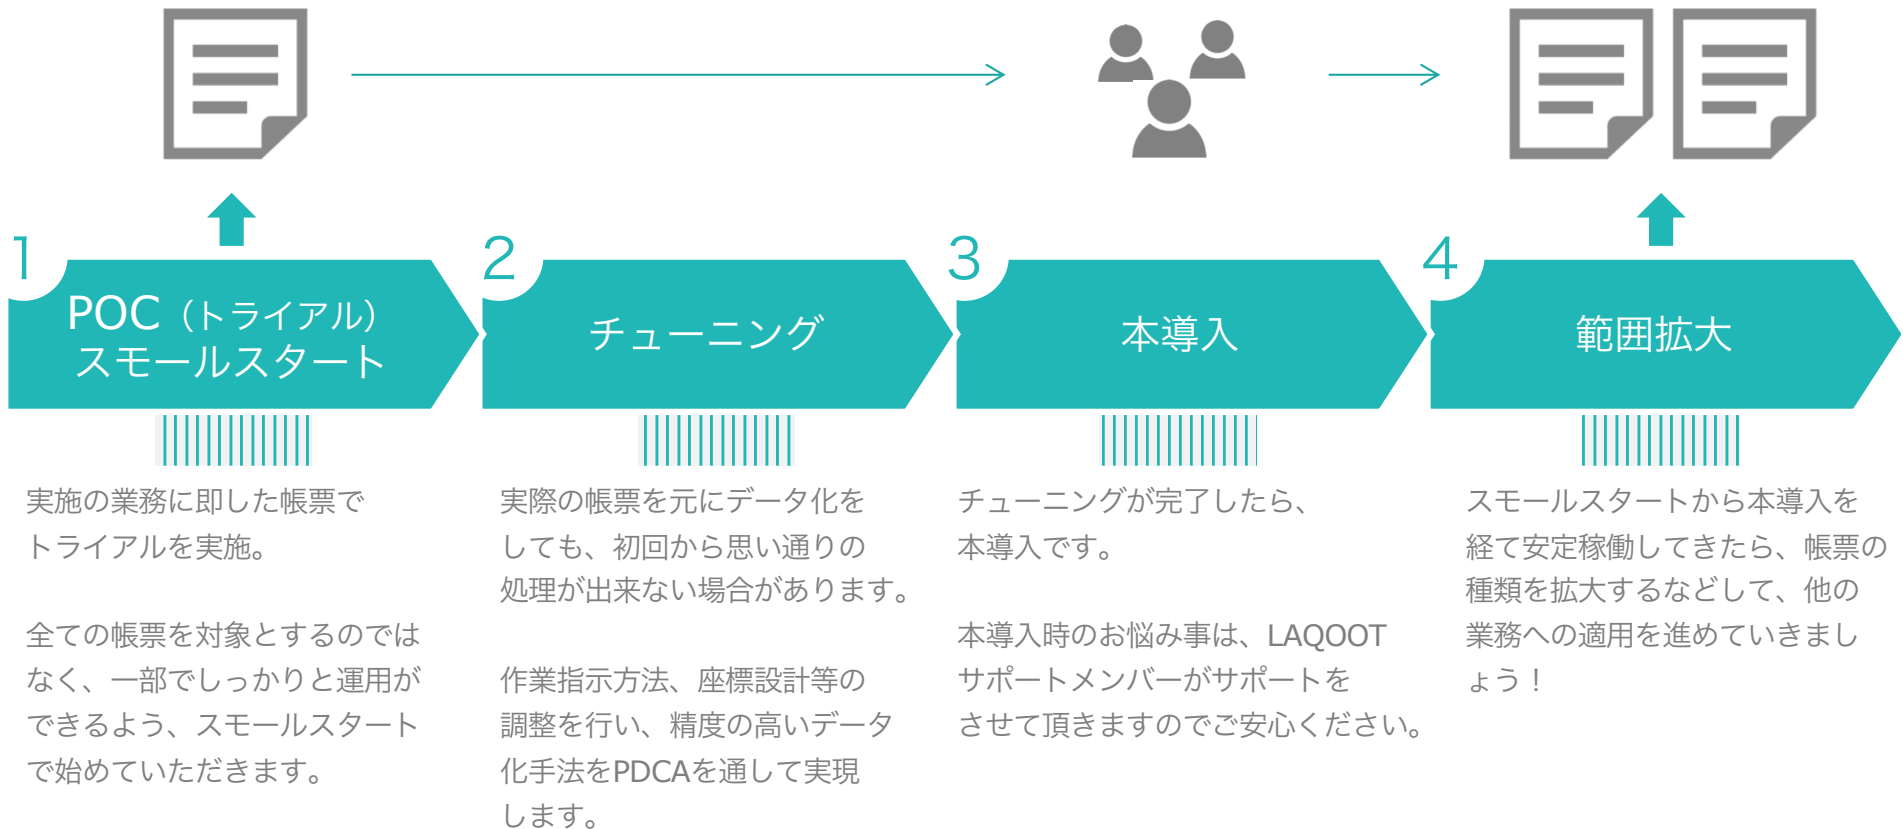 1
POC（トライアル）
スモールスタート
2
チューニング
3
本導入
4
範囲拡大
実施の業務に即した帳票で
トライアルを実施。
全ての帳票を対象とするのでは
なく、一部でしっかりと運用が
できるよう、スモールスタート
で始めていただきます。
実際の帳票を元にデータ化を
しても、初回から思い通りの
処理が出来ない場合があります。
作業指示方法、座標設計等の
調整を行い、精度の高いデータ
化手法をPDCAを通して実現
します。
チューニングが完了したら、
本導入です。
本導入時のお悩み事は、LAQOOT
サポートメンバーがサポートを
させて頂きますのでご安心ください。
スモールスタートから本導入を
経て安定稼働してきたら、帳票の
種類を拡大するなどして、他の
業務への適用を進めていきまし
ょう！